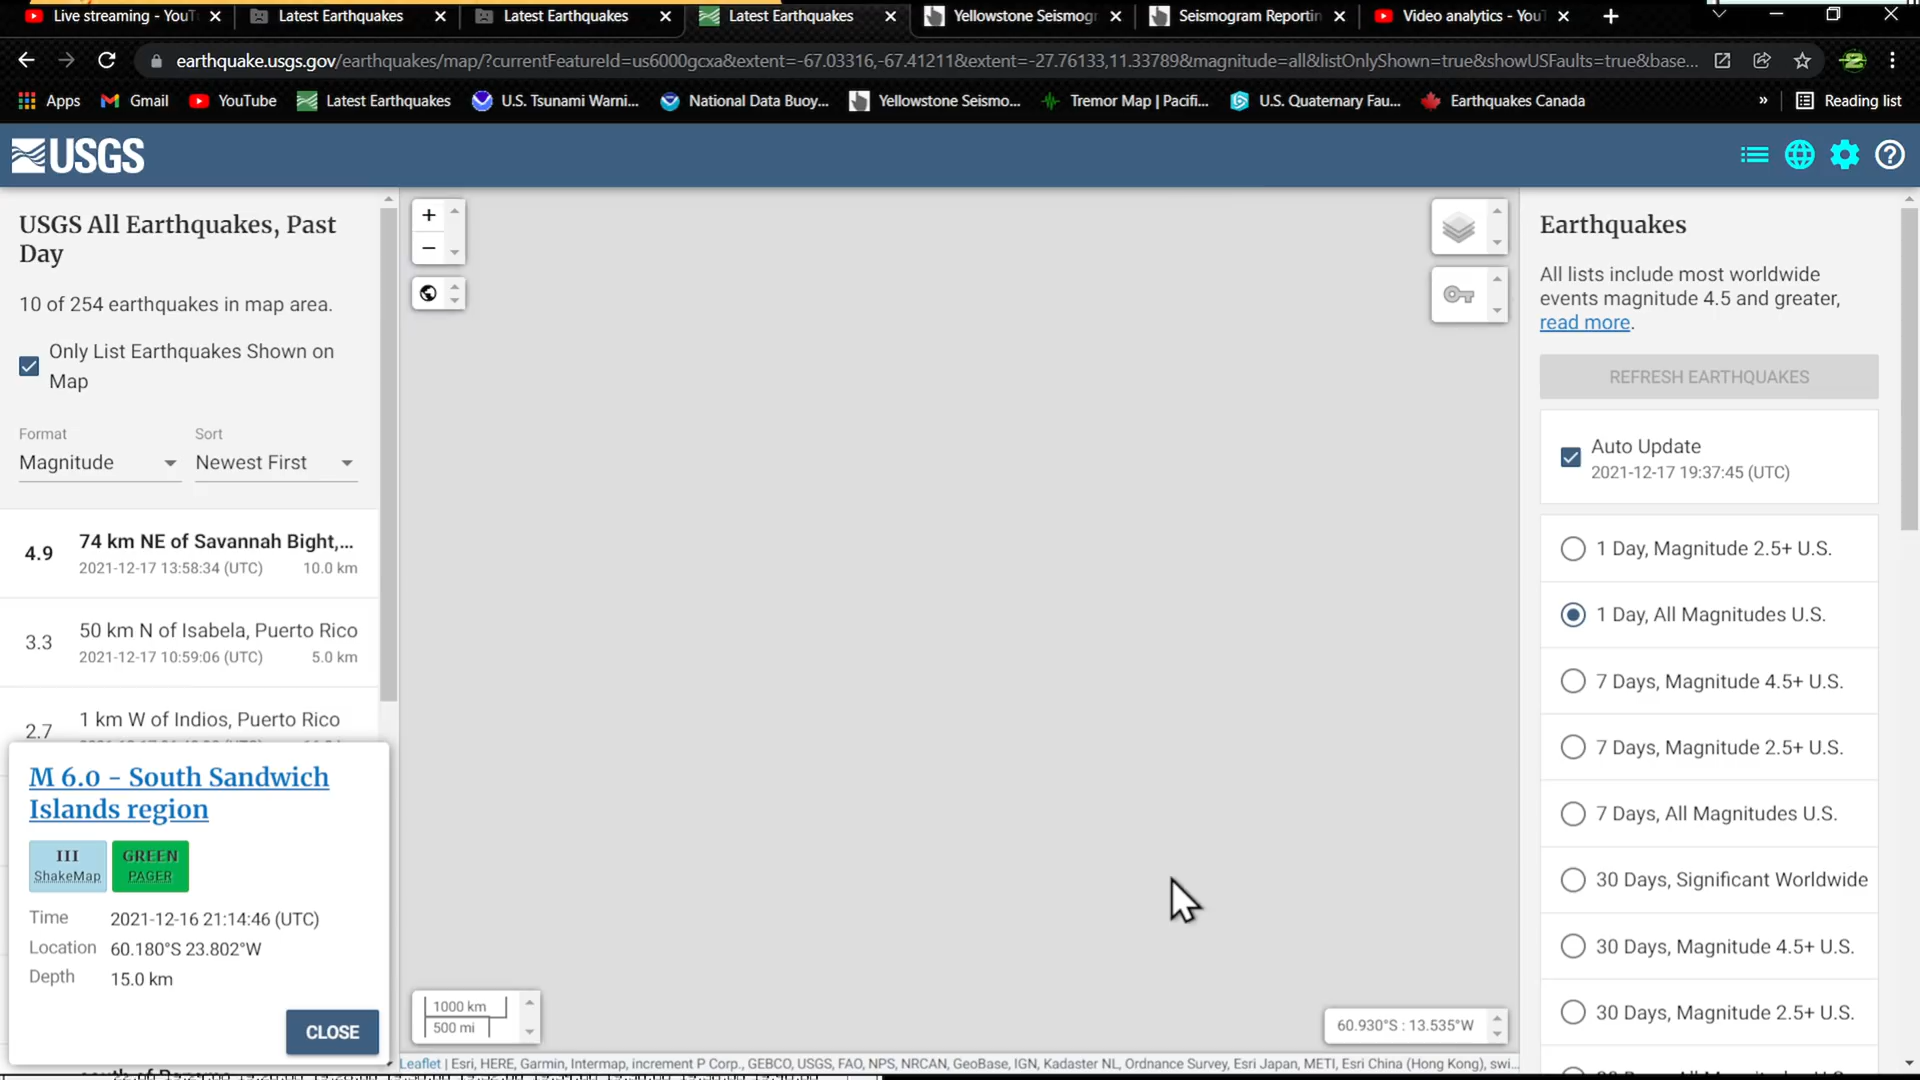 Live streaming - YouT
Latest Earthquakes
Latest Earthquakes
Latest Earthquakes
Yellowstone Seismogr
Seismogram Reportin
Video analytics - You
earthquake.usgs.gov/earthquakes/map/?currentFeatureId=us6000gcxa&extent=-67.03316,-67.41211&extent=-27.76133,11.33789&magnitude=all&listOnlyShown=true&showUSFaults=true&base...
Apps
Gmail
YouTube
Latest Earthquakes
U.S. Tsunami Warni...
National Data Buoy...
Yellowstone Seismo...
Tremor Map | Pacifi...
U.S. Quaternary Fau...
Earthquakes Canada
»
Reading list
USGS
USGS All Earthquakes, Past
Day
10 of 254 earthquakes in map area.
Only List Earthquakes Shown on
Map
Format
Sort
Magnitude
Newest First
4.9
74 km NE of Savannah Bight,...
2021-12-17 13:58:34 (UTC)
10.0 km
3.3
50 km N of Isabela, Puerto Rico
2021-12-17 10:59:06 (UTC)
5.0 km
2.7
1 km W of Indios, Puerto Rico
M 6.0 - South Sandwich
Islands region
III
ShakeMap
GREEN
PAGER
Time
2021-12-16 21:14:46 (UTC)
Location
60.180°S 23.802°W
Depth
15.0 km
CLOSE
+
−
1000 km
500 mi
60.930°S : 13.535°W
Leaflet | Esri, HERE, Garmin, Intermap, increment P Corp., GEBCO, USGS, FAO, NPS, NRCAN, GeoBase, IGN, Kadaster NL, Ordnance Survey, Esri Japan, METI, Esri China (Hong Kong), swi...
Earthquakes
All lists include most worldwide
events magnitude 4.5 and greater,
read more.
REFRESH EARTHQUAKES
Auto Update
2021-12-17 19:37:45 (UTC)
1 Day, Magnitude 2.5+ U.S.
1 Day, All Magnitudes U.S.
7 Days, Magnitude 4.5+ U.S.
7 Days, Magnitude 2.5+ U.S.
7 Days, All Magnitudes U.S.
30 Days, Significant Worldwide
30 Days, Magnitude 4.5+ U.S.
30 Days, Magnitude 2.5+ U.S.